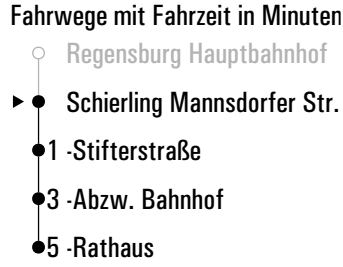 Fahrwege mit Fahrzeit in Minuten
Regensburg Hauptbahnhof
Schierling Mannsdorfer Str.
1 -Stifterstraße
3 -Abzw. Bahnhof
5 -Rathaus